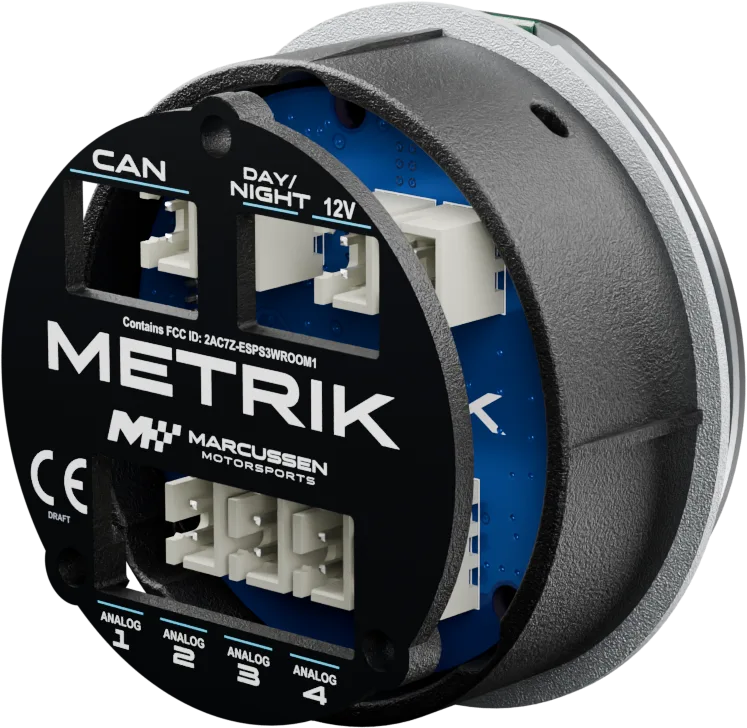 CAN
DAY/
NIGHT
12V
Contains FCC ID: 2AC7Z-ESPS3WROOM1
METRIK
MARCUSSEN
MOTORSPORTS
CE
DRAFT
ANALOG
1
ANALOG
2
ANALOG
3
ANALOG
4